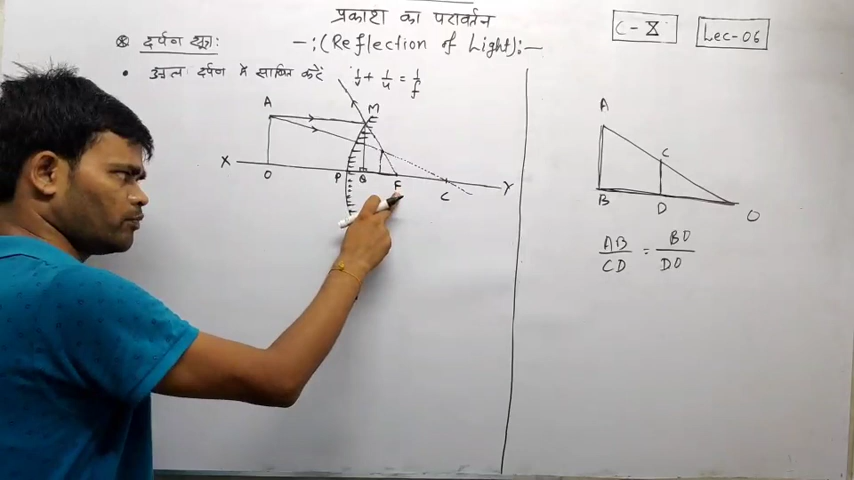 प्रकाश का परावर्तन
-:(Reflection of Light):-
C-X
Lec-06
⊛ दर्पण सूत्र:
• उत्तल दर्पण में साबित करें 1/v + 1/u = 1/f
A
M
X
O
P
Q
F
C
Y
A
C
B
D
O
AB/CD = BO/DO